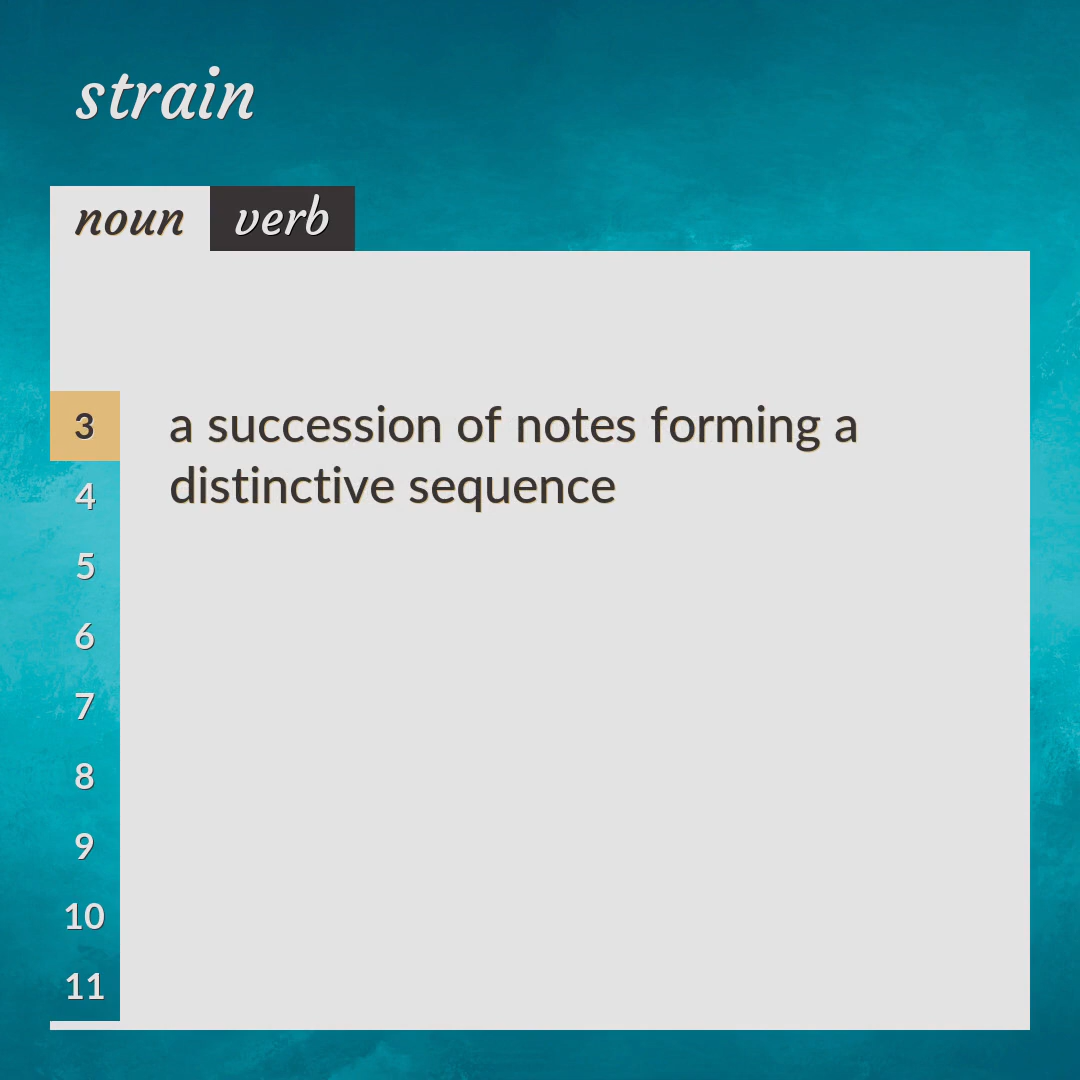 strain
noun verb
3 a succession of notes forming a
distinctive sequence
4
5
6
7
8
9
10
11